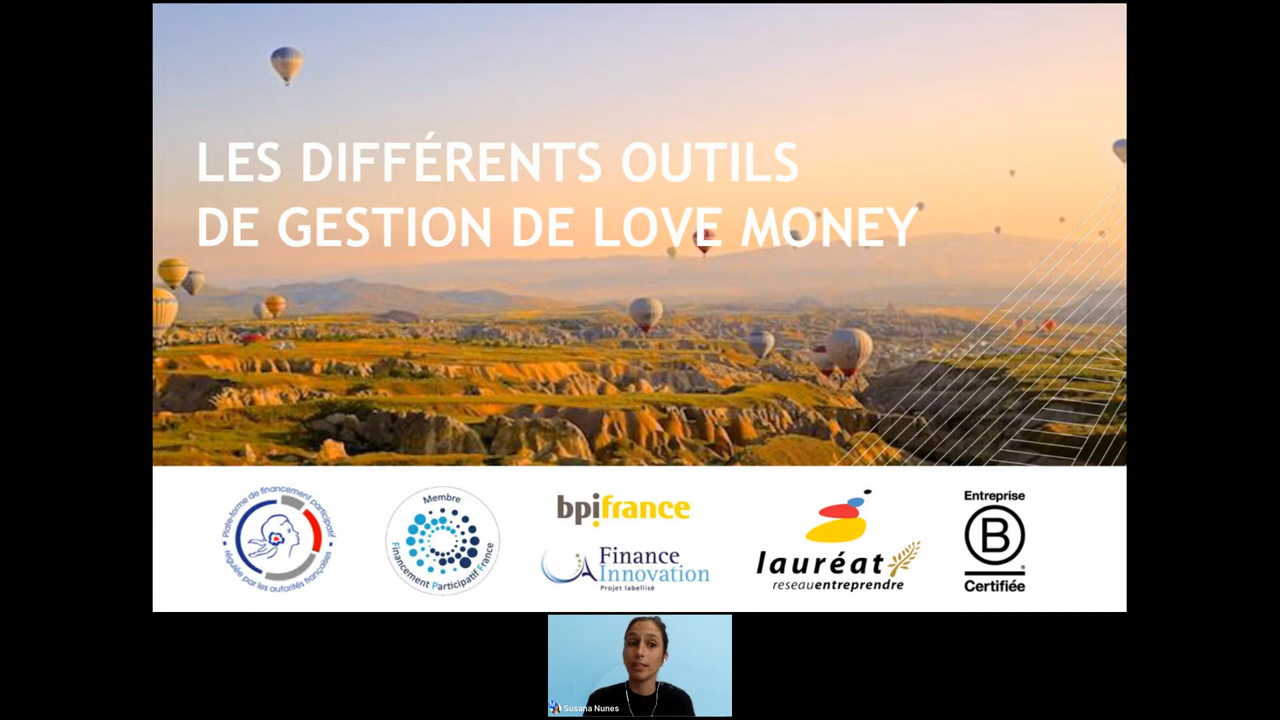 LES DIFFÉRENTS OUTILS
DE GESTION DE LOVE MONEY
Plate-forme de financement participatif
régulée par les autorités françaises
Membre
Financement Participatif France
bpifrance
Finance
Innovation
Projet labellisé
lauréat
reseauentreprendre
Entreprise
B
®
Certifiée
Susana Nunes